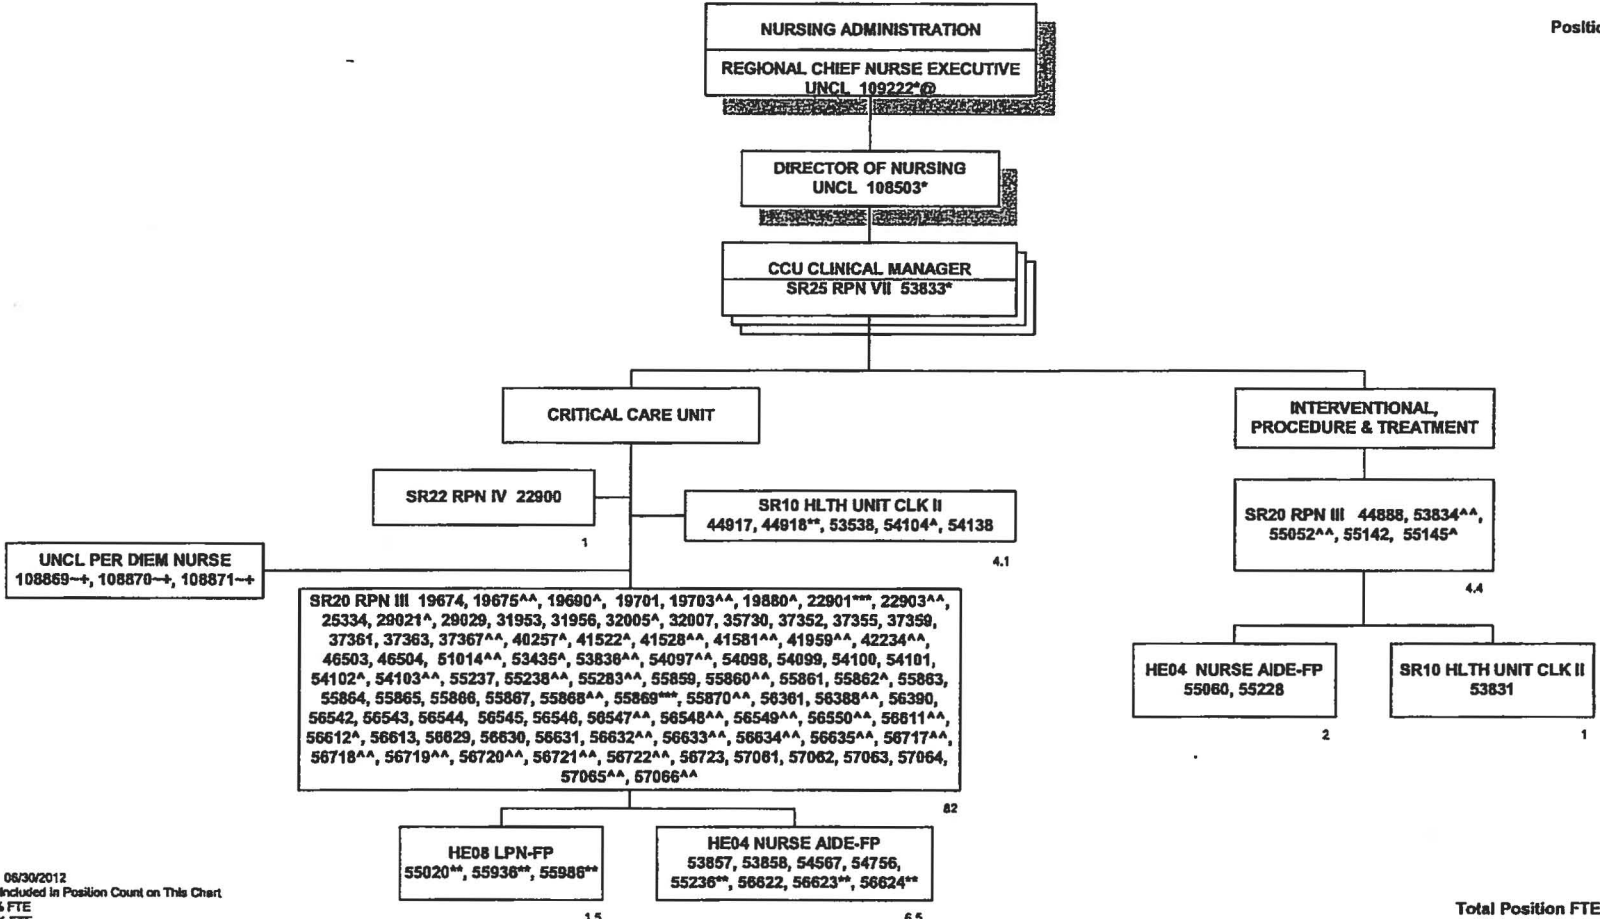 NURSING ADMINISTRATION
Position
REGIONAL CHIEF NURSE EXECUTIVE
UNCL 109222*@
DIRECTOR OF NURSING
UNCL 108503*
CCU CLINICAL MANAGER
SR25 RPN VII 53833*
CRITICAL CARE UNIT
INTERVENTIONAL,
PROCEDURE & TREATMENT
SR22 RPN IV 22900
1
SR10 HLTH UNIT CLK II
44917, 44918**, 53538, 54104^, 54138
4.1
SR20 RPN III 44888, 53834^^,
55052^^, 55142, 55145^
4.4
UNCL PER DIEM NURSE
108869~+, 108870~+, 108871~+
SR20 RPN III 19674, 19675^^, 19690^, 19701, 19703^^, 19880^, 22901***, 22903^^,
25334, 29021^, 29029, 31953, 31956, 32005^, 32007, 35730, 37352, 37355, 37359,
37361, 37363, 37367^^, 40257^, 41522^, 41528^^, 41581^^, 41959^^, 42234^^,
46503, 46504, 51014^^, 53435^, 53836^^, 54097^^, 54098, 54099, 54100, 54101,
54102^, 54103^^, 55237, 55238^^, 55283^^, 55859, 55860^^, 55861, 55862^, 55863,
55864, 55865, 55866, 55867, 55868^^, 55869***, 55870^^, 56361, 56388^^, 56390,
56542, 56543, 56544, 56545, 56546, 56547^^, 56548^^, 56549^^, 56550^^, 56611^^,
56612^, 56613, 56629, 56630, 56631, 56632^^, 56633^^, 56634^^, 56635^^, 56717^^,
56718^^, 56719^^, 56720^^, 56721^^, 56722^^, 56723, 57061, 57062, 57063, 57064,
57065^^, 57066^^
82
HE04 NURSE AIDE-FP
55060, 55228
2
SR10 HLTH UNIT CLK II
53831
1
HE08 LPN-FP
55020**, 55936**, 55986**
1.5
HE04 NURSE AIDE-FP
53857, 53858, 54567, 54756,
55236**, 56622, 56623**, 56624**
6.5
06/30/2012
Included in Position Count on This Chart
% FTE
Total Position FTE